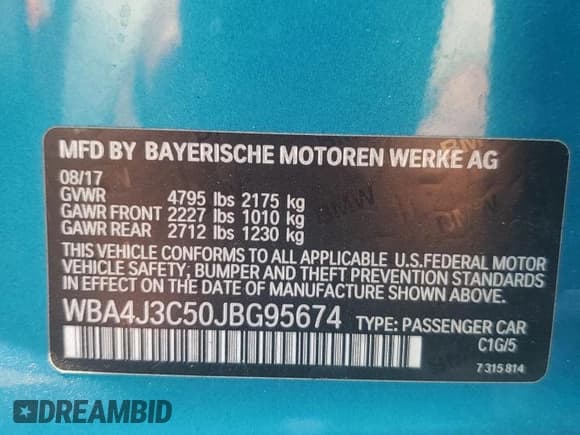 MFD BY BAYERISCHE MOTOREN WERKE AG
08/17
GVWR 4795 lbs 2175 kg
GAWR FRONT 2227 lbs 1010 kg
GAWR REAR 2712 lbs 1230 kg
THIS VEHICLE CONFORMS TO ALL APPLICABLE U.S.FEDERAL MOTOR
VEHICLE SAFETY, BUMPER AND THEFT PREVENTION STANDARDS
IN EFFECT ON THE DATE OF MANUFACTURE SHOWN ABOVE.
WBA4J3C50JBG95674 TYPE: PASSENGER CAR
C1G/5
7 315 814
DREAMBID